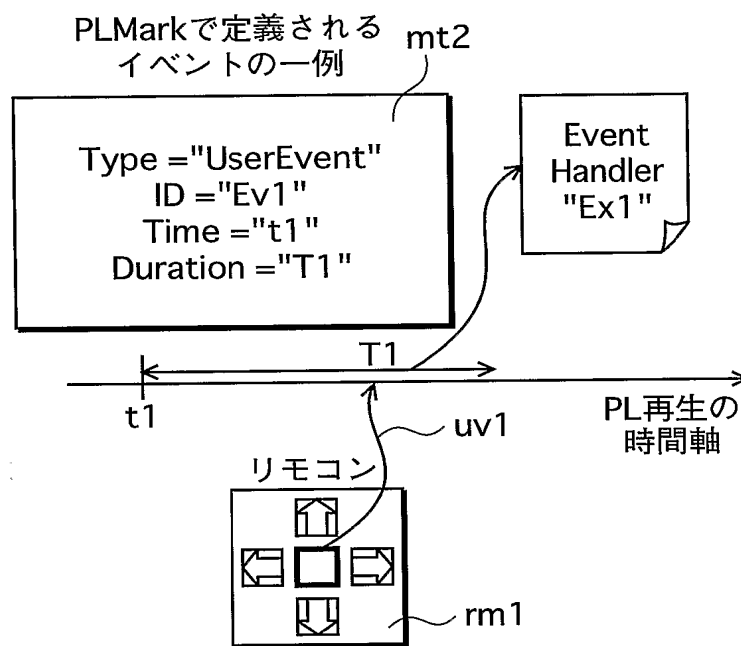 PLMarkで定義される
イベントの一例
mt2
Type ="UserEvent"
ID ="Ev1"
Time ="t1"
Duration ="T1"
Event
Handler
"Ex1"
T1
t1
PL再生の
時間軸
uv1
リモコン
rm1